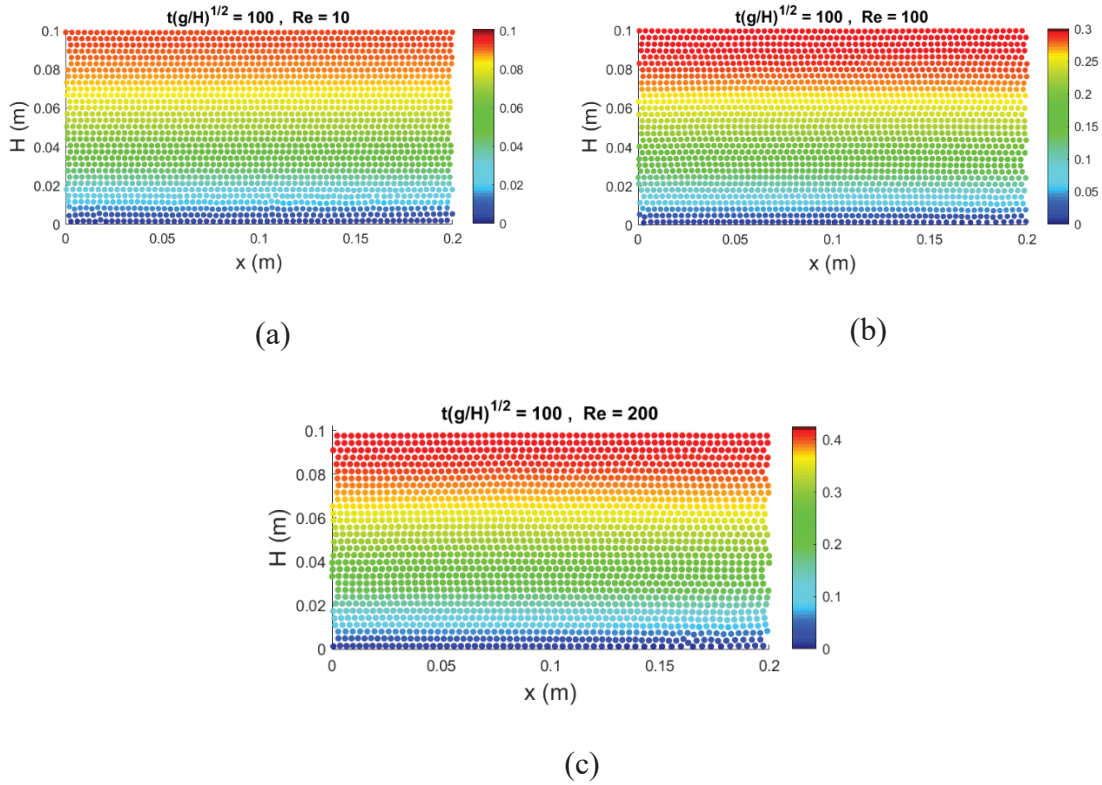 t(g/H)^1/2 = 100 , Re = 10
H (m)
0.1
0.08
0.06
0.04
0.02
0
0 0.05 0.1 0.15 0.2
x (m)
0.1
0.08
0.06
0.04
0.02
0
(a)
t(g/H)^1/2 = 100 , Re = 100
H (m)
0.1
0.08
0.06
0.04
0.02
0
0 0.05 0.1 0.15 0.2
x (m)
0.3
0.25
0.2
0.15
0.1
0.05
0
(b)
t(g/H)^1/2 = 100 , Re = 200
H (m)
0.1
0.08
0.06
0.04
0.02
0
0 0.05 0.1 0.15 0.2
x (m)
0.4
0.3
0.2
0.1
0
(c)